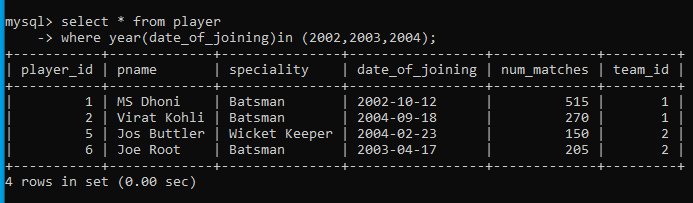 mysql> select * from player
    -> where year(date_of_joining)in (2002,2003,2004);
+-----------+-------------+---------------+-----------------+-------------+---------+
| player_id | pname       | speciality    | date_of_joining | num_matches | team_id |
+-----------+-------------+---------------+-----------------+-------------+---------+
|         1 | MS Dhoni    | Batsman       | 2002-10-12      |         515 |       1 |
|         2 | Virat Kohli | Batsman       | 2004-09-18      |         270 |       1 |
|         5 | Jos Buttler | Wicket Keeper | 2004-02-23      |         150 |       2 |
|         6 | Joe Root    | Batsman       | 2003-04-17      |         205 |       2 |
+-----------+-------------+---------------+-----------------+-------------+---------+
4 rows in set (0.00 sec)